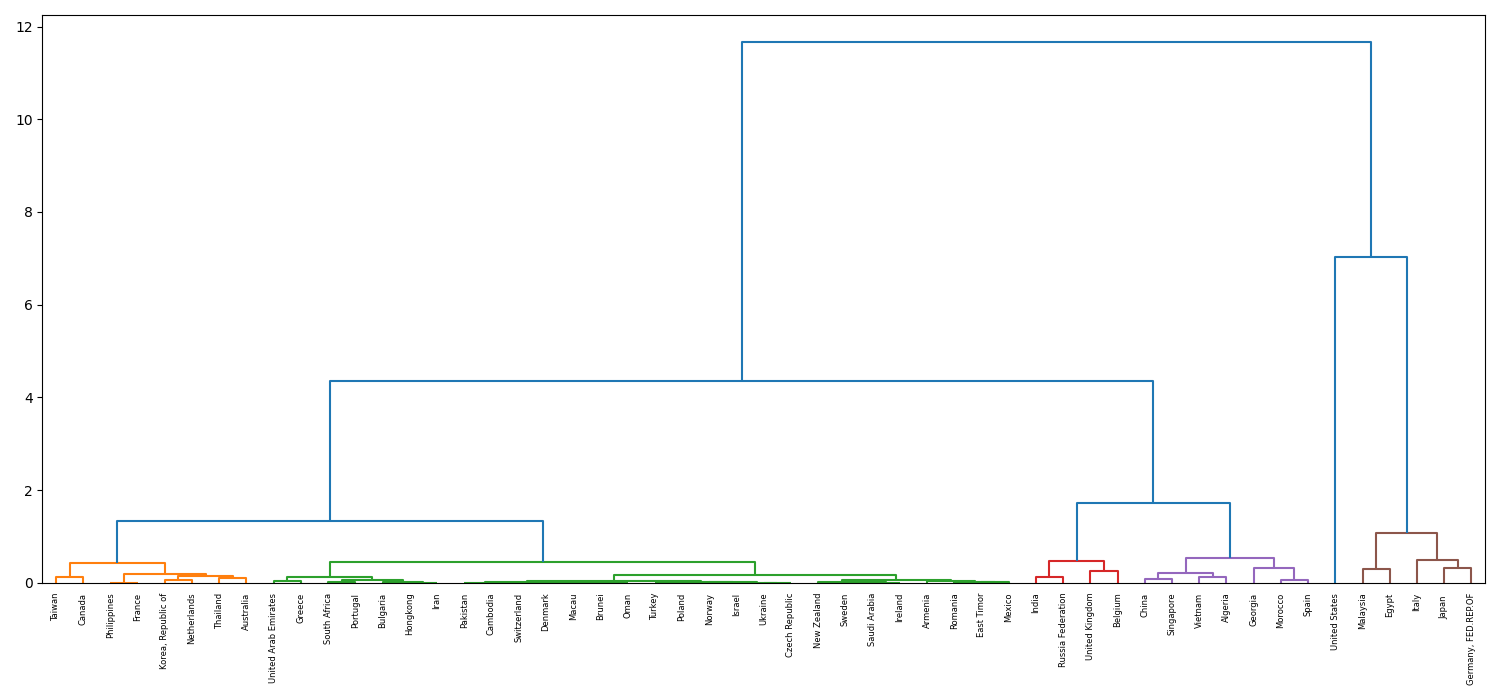 12
10
8
6
4
2
0
Taiwan
Canada
Philippines
France
Korea, Republic of
Netherlands
Thailand
Australia
United Arab Emirates
Greece
South Africa
Portugal
Bulgaria
Hongkong
Iran
Pakistan
Cambodia
Switzerland
Denmark
Macau
Brunei
Oman
Turkey
Poland
Norway
Israel
Ukraine
Czech Republic
New Zealand
Sweden
Saudi Arabia
Ireland
Armenia
Romania
East Timor
Mexico
India
Russia Federation
United Kingdom
Belgium
China
Singapore
Vietnam
Algeria
Georgia
Morocco
Spain
United States
Malaysia
Egypt
Italy
Japan
Germany, FED.REP.OF